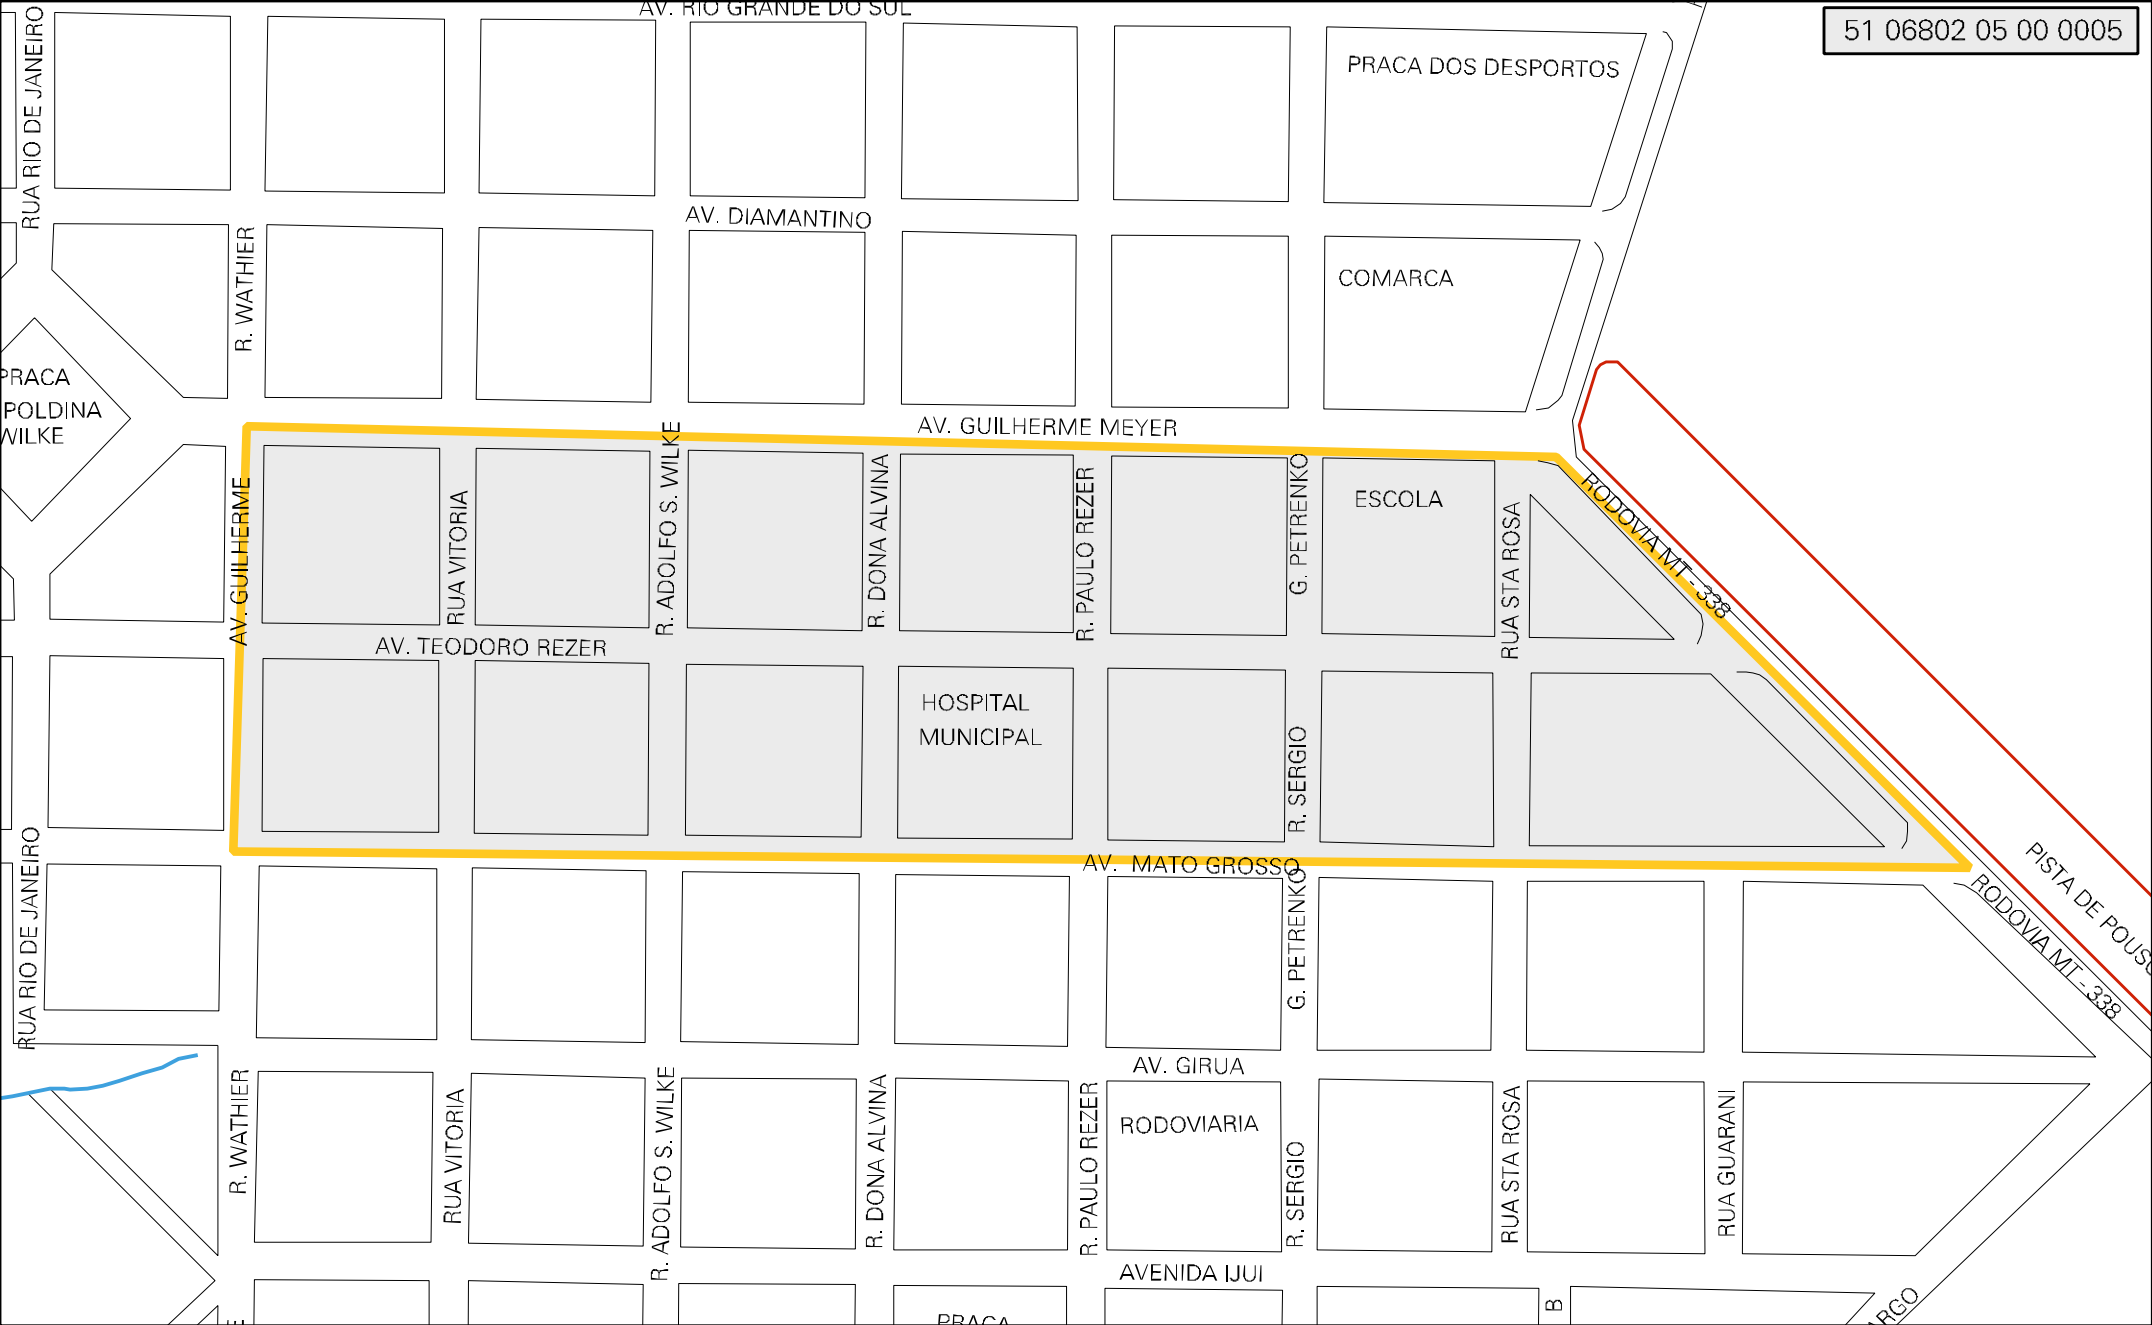 AV. RIO GRANDE DO SUL
51 06802 05 00 0005
RUA RIO DE JANEIRO
PRACA DOS DESPORTOS
AV. DIAMANTINO
R. WATHIER
COMARCA
PRACA
POLDINA
WILKE
AV. GUILHERME MEYER
AV. GUILHERME
RUA VITORIA
R. ADOLFO S. WILKE
R. DONA ALVINA
R. PAULO REZER
G. PETRENKO
ESCOLA
RUA STA ROSA
RODOVIA MT - 338
AV. TEODORO REZER
HOSPITAL
MUNICIPAL
R. SERGIO
AV. MATO GROSSO
RUA RIO DE JANEIRO
G. PETRENKO
PISTA DE POUSO
RODOVIA MT - 338
AV. GIRUA
R. WATHIER
RUA VITORIA
R. ADOLFO S. WILKE
R. DONA ALVINA
R. PAULO REZER
RODOVIARIA
R. SERGIO
RUA STA ROSA
RUA GUARANI
AVENIDA IJUI
PRACA
B
ARGO